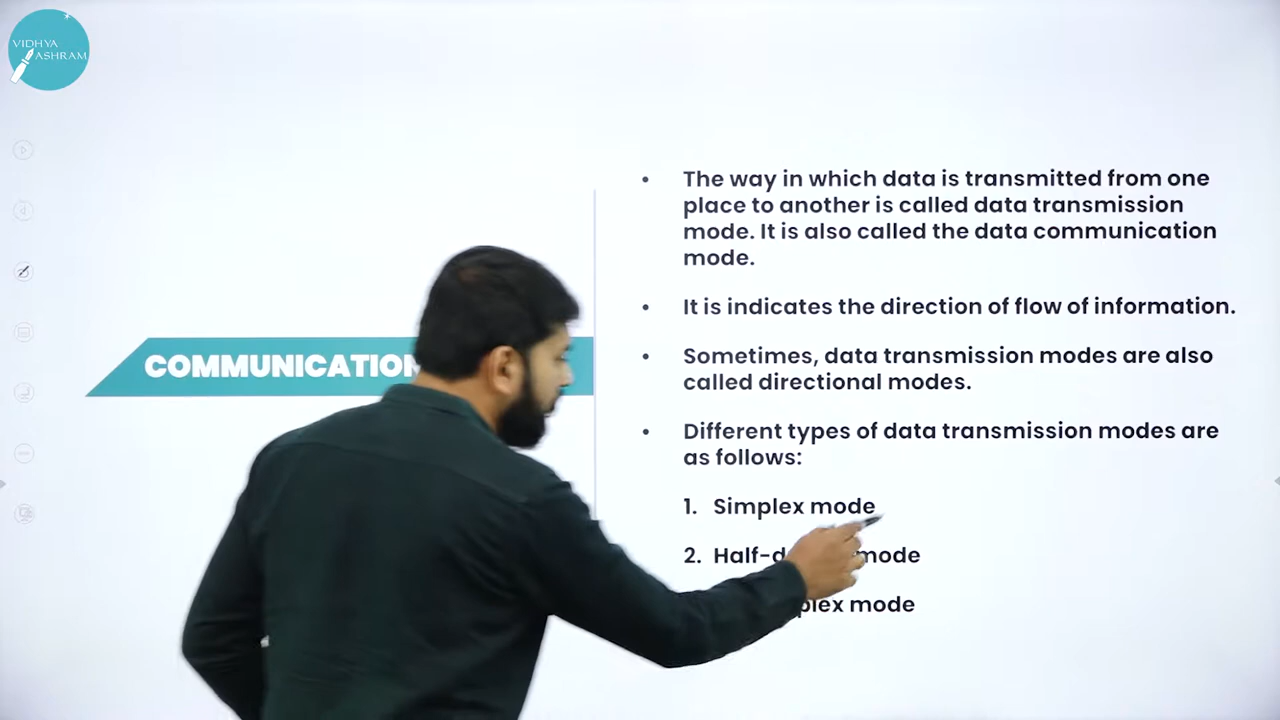 VIDHYA
ASHRAM
COMMUNICATION
• The way in which data is transmitted from one
place to another is called data transmission
mode. It is also called the data communication
mode.
• It is indicates the direction of flow of information.
• Sometimes, data transmission modes are also
called directional modes.
• Different types of data transmission modes are
as follows:
1. Simplex mode
2. mode
mode